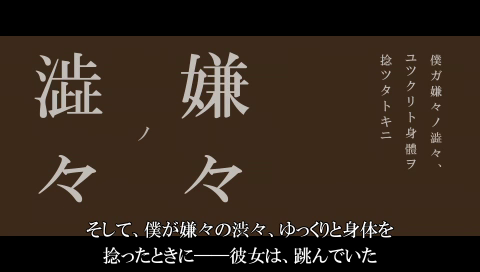 僕ガ嫌々ノ澁々、
ユツクリト身體ヲ
捻ツタトキニ
嫌々
ノ
澁々
そして、僕が嫌々の渋々、ゆっくりと身体を
捻ったときに――彼女は、跳んでいた